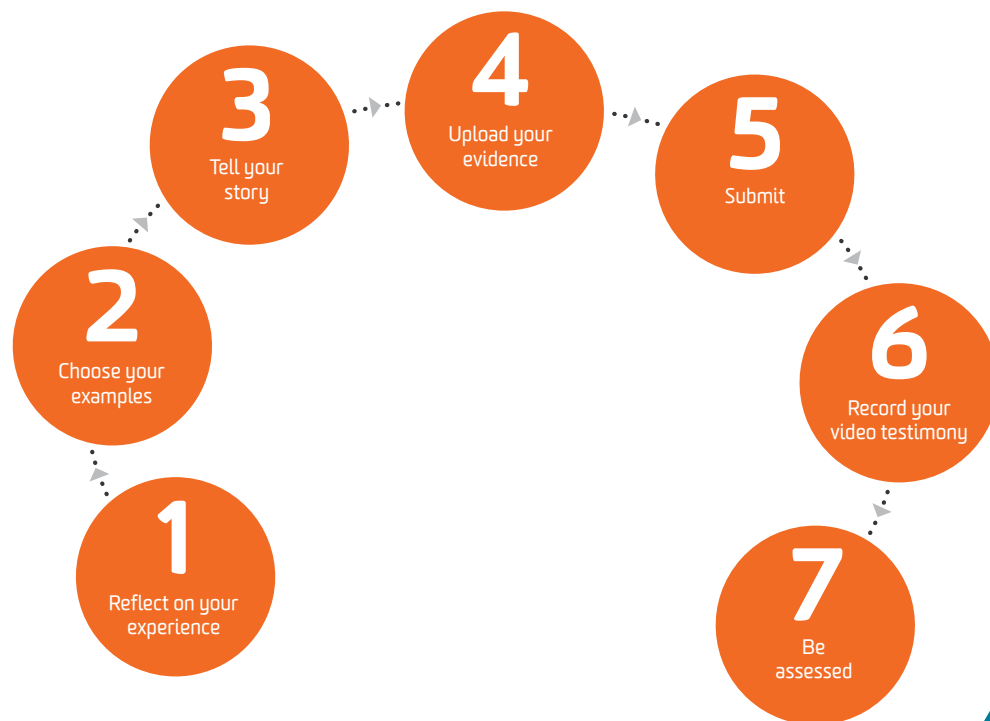 1
Reflect on your
experience
2
Choose your
examples
3
Tell your
story
4
Upload your
evidence
5
Submit
6
Record your
video testimony
7
Be
assessed